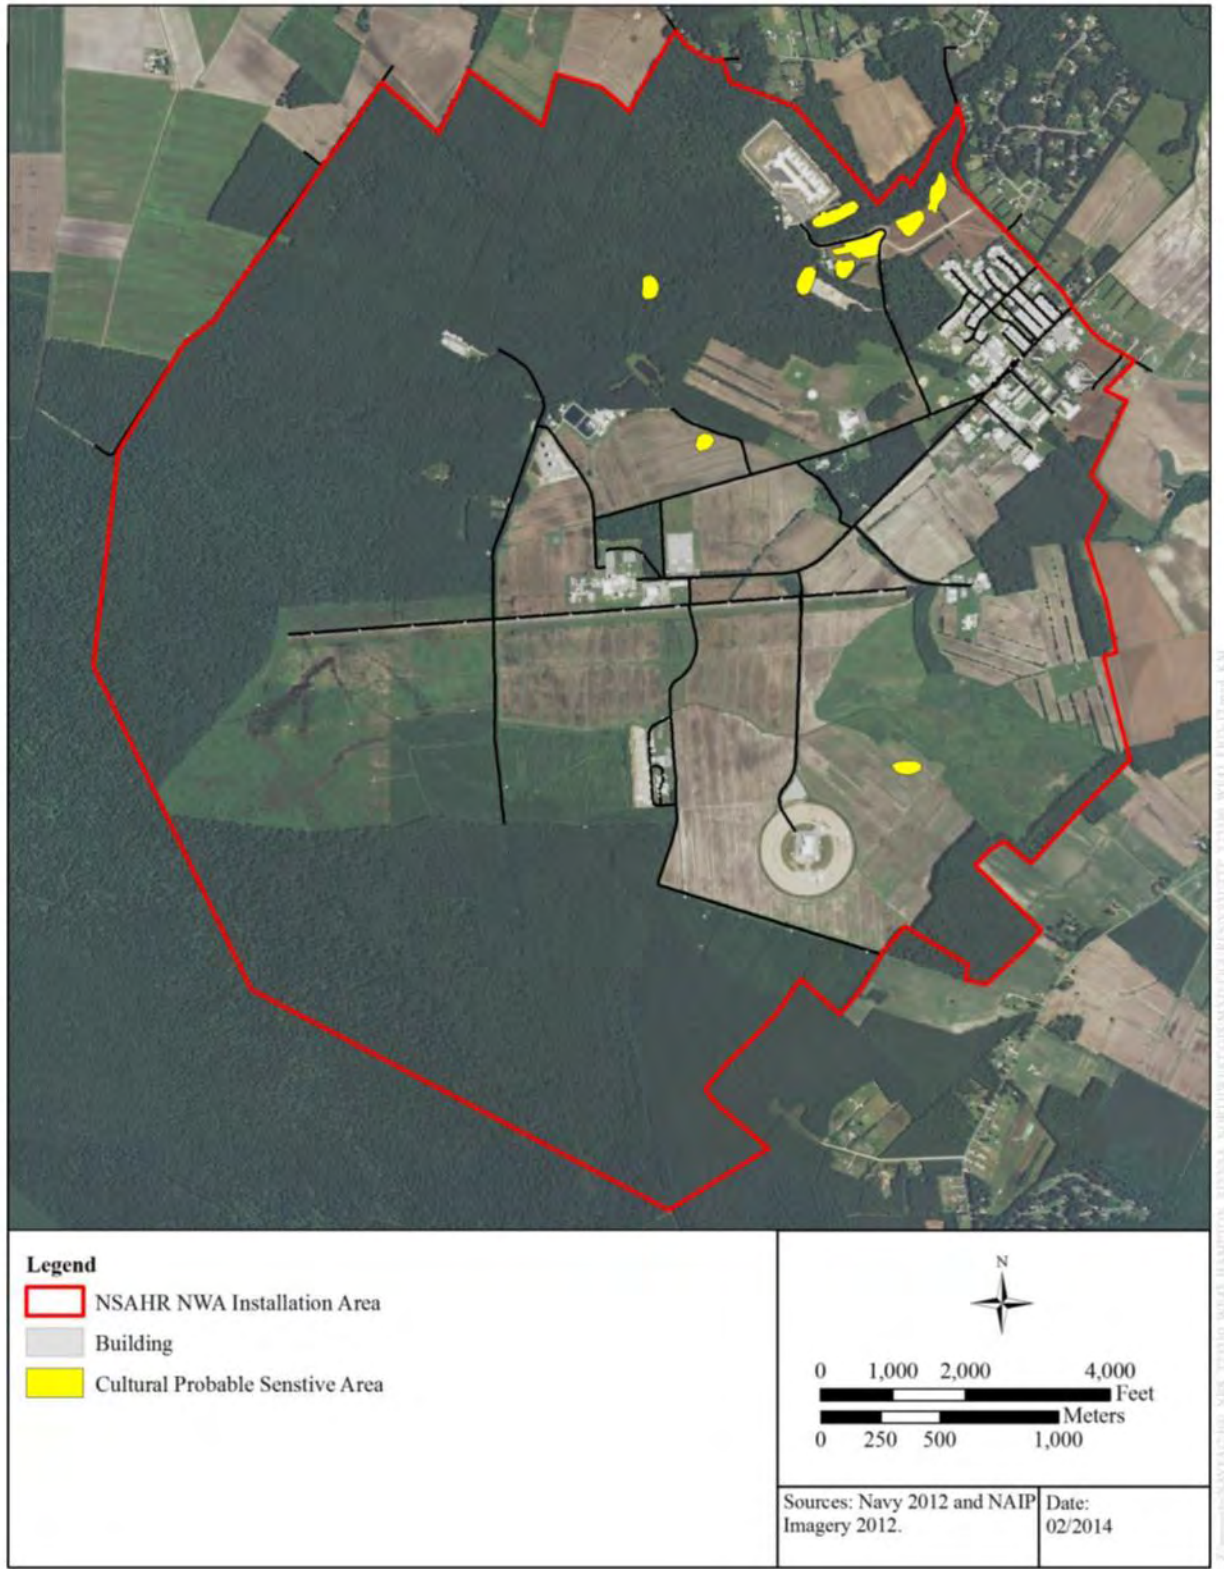 Legend
NSAHR NWA Installation Area
Building
Cultural Probable Senstive Area
N
0 1,000 2,000 4,000
Feet
Meters
0 250 500 1,000
Sources: Navy 2012 and NAIP
Imagery 2012.
Date:
02/2014